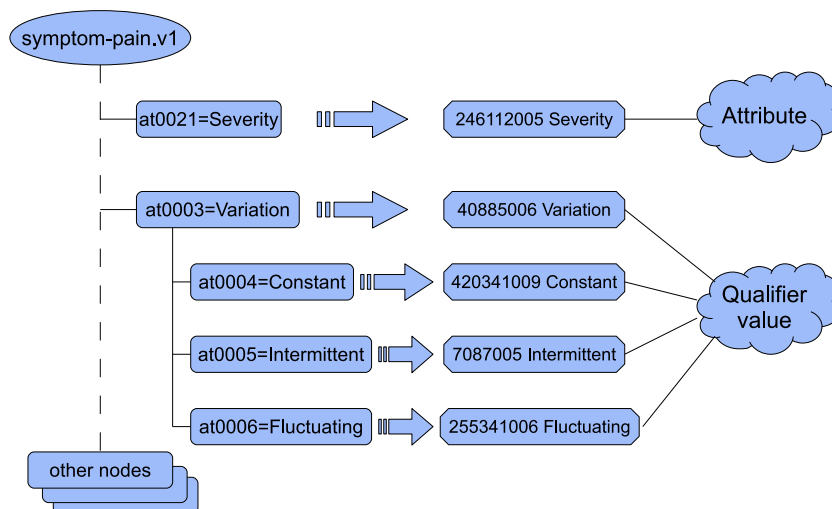 symptom-pain.v1
at0021=Severity
246112005 Severity
Attribute
at0003=Variation
40885006 Variation
at0004=Constant
420341009 Constant
Qualifier
value
at0005=Intermittent
7087005 Intermittent
at0006=Fluctuating
255341006 Fluctuating
other nodes